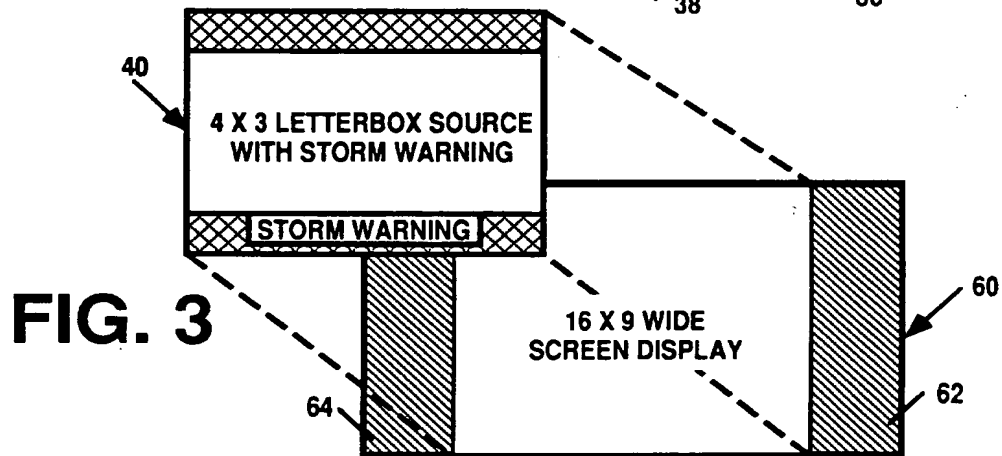 38
40
4 X 3 LETTERBOX SOURCE
WITH STORM WARNING
STORM WARNING
FIG. 3
16 X 9 WIDE
SCREEN DISPLAY
60
64
62